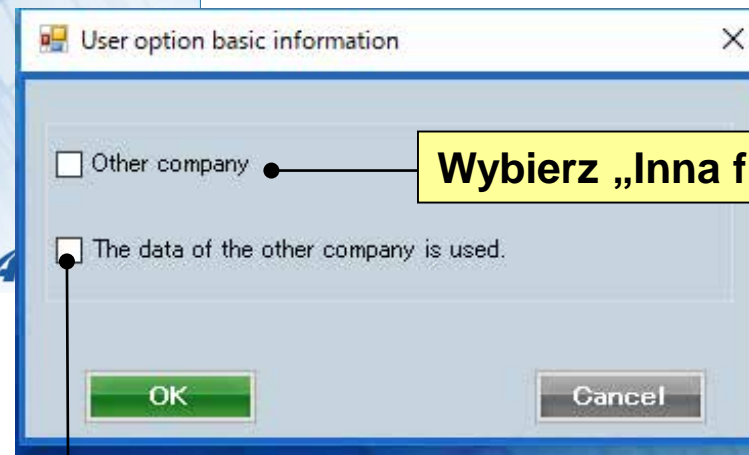 User option basic information
Other company
Wybierz „Inna f
The data of the other company is used.
OK
Cancel